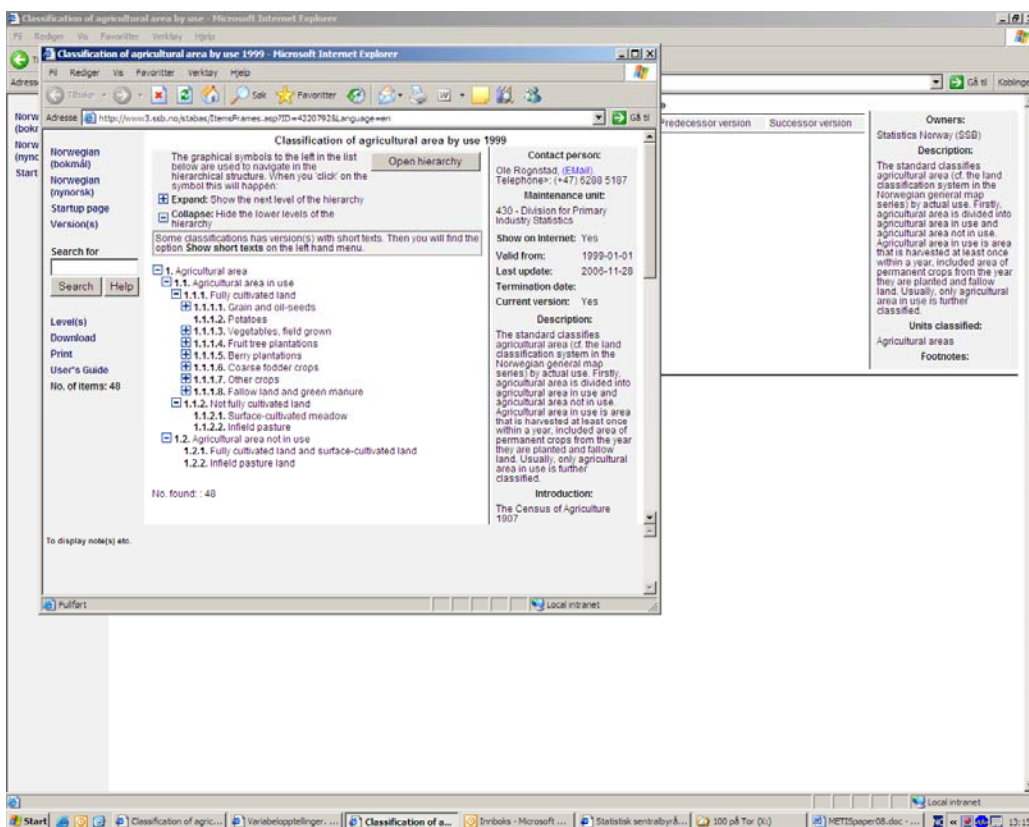 Classification of agricultural area by use - Microsoft Internet Explorer
Fil Rediger Vis Favoritter Verktøy Hjelp
Adresse
Gå til
Koblinger
Norw
(bokr
Norw
(nync
Start
Predecessor version Successor version
Owners:
Statistics Norway (SSB)
Description:
The standard classifies
agricultural area (cf. the land
classification system in the
Norwegian general map
series) by actual use. Firstly,
agricultural area is divided into
agricultural area in use and
agricultural area not in use.
Agricultural area in use is area
that is harvested at least once
within a year, included area of
permanent crops from the year
they are planted and fallow
land. Usually, only agricultural
area in use is further
classified.
Units classified:
Agricultural areas
Footnotes:
Classification of agricultural area by use 1999 - Microsoft Internet Explorer
Fil Rediger Vis Favoritter Verktøy Hjelp
Tilbake Søk Favoritter
Adresse http://www3.ssb.no/stabas/ItemsFrames.asp?ID=4220792&Language=en Gå til
Norwegian
(bokmål)
Norwegian
(nynorsk)
Startup page
Version(s)
Search for
Search Help
Level(s)
Download
Print
User's Guide
No. of items: 48
Classification of agricultural area by use 1999
The graphical symbols to the left in the list
below are used to navigate in the
hierarchical structure. When you 'click' on the
symbol this will happen:
Open hierarchy
Expand: Show the next level of the hierarchy
Collapse: Hide the lower levels of the
hierarchy
Some classifications has version(s) with short texts. Then you will find the
option Show short texts on the left hand menu.
1. Agricultural area
1.1. Agricultural area in use
1.1.1. Fully cultivated land
1.1.1.1. Grain and oil-seeds
1.1.1.2. Potatoes
1.1.1.3. Vegetables, field grown
1.1.1.4. Fruit tree plantations
1.1.1.5. Berry plantations
1.1.1.6. Coarse fodder crops
1.1.1.7. Other crops
1.1.1.8. Fallow land and green manure
1.1.2. Not fully cultivated land
1.1.2.1. Surface-cultivated meadow
1.1.2.2. Infield pasture
1.2. Agricultural area not in use
1.2.1. Fully cultivated land and surface-cultivated land
1.2.2. Infield pasture land
No. found: : 48
Contact person:
Ole Rognstad, (EMail).
Telephone>: (+47) 6288 5187
Maintenance unit:
430 - Division for Primary
Industry Statistics
Show on Internet: Yes
Valid from: 1999-01-01
Last update: 2006-11-28
Termination date:
Current version: Yes
Description:
The standard classifies
agricultural area (cf. the land
classification system in the
Norwegian general map
series) by actual use. Firstly,
agricultural area is divided into
agricultural area in use and
agricultural area not in use.
Agricultural area in use is area
that is harvested at least once
within a year, included area of
permanent crops from the year
they are planted and fallow
land. Usually, only agricultural
area in use is further
classified.
Introduction:
The Census of Agriculture
1907
To display note(s) etc.
Fullført
Local intranet
Local intranet
Start
Classification of agric...
Variabelopptellinger. ...
Classification of a...
Innboks - Microsoft ...
Statistisk sentralbyrå...
100 på Tor (X:)
METISpaper08.doc - ...
13:15